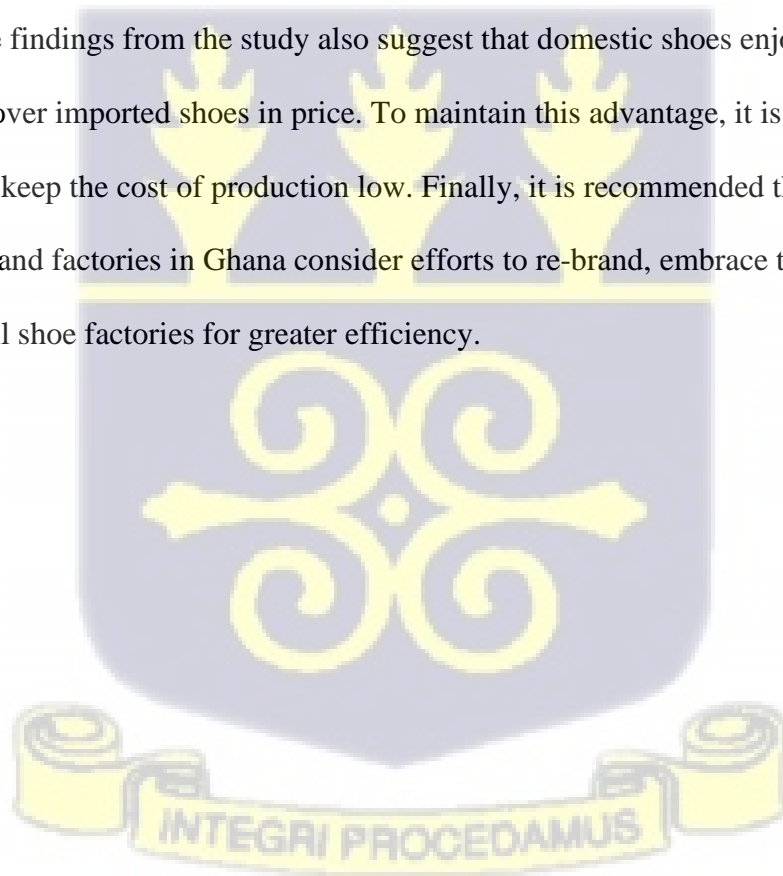 findings from the study also suggest that domestic shoes enj
over imported shoes in price. To maintain this advantage, it is
keep the cost of production low. Finally, it is recommended
and factories in Ghana consider efforts to re-brand, embrace
shoe factories for greater efficiency.
INTEGRI PROCEDAMUS